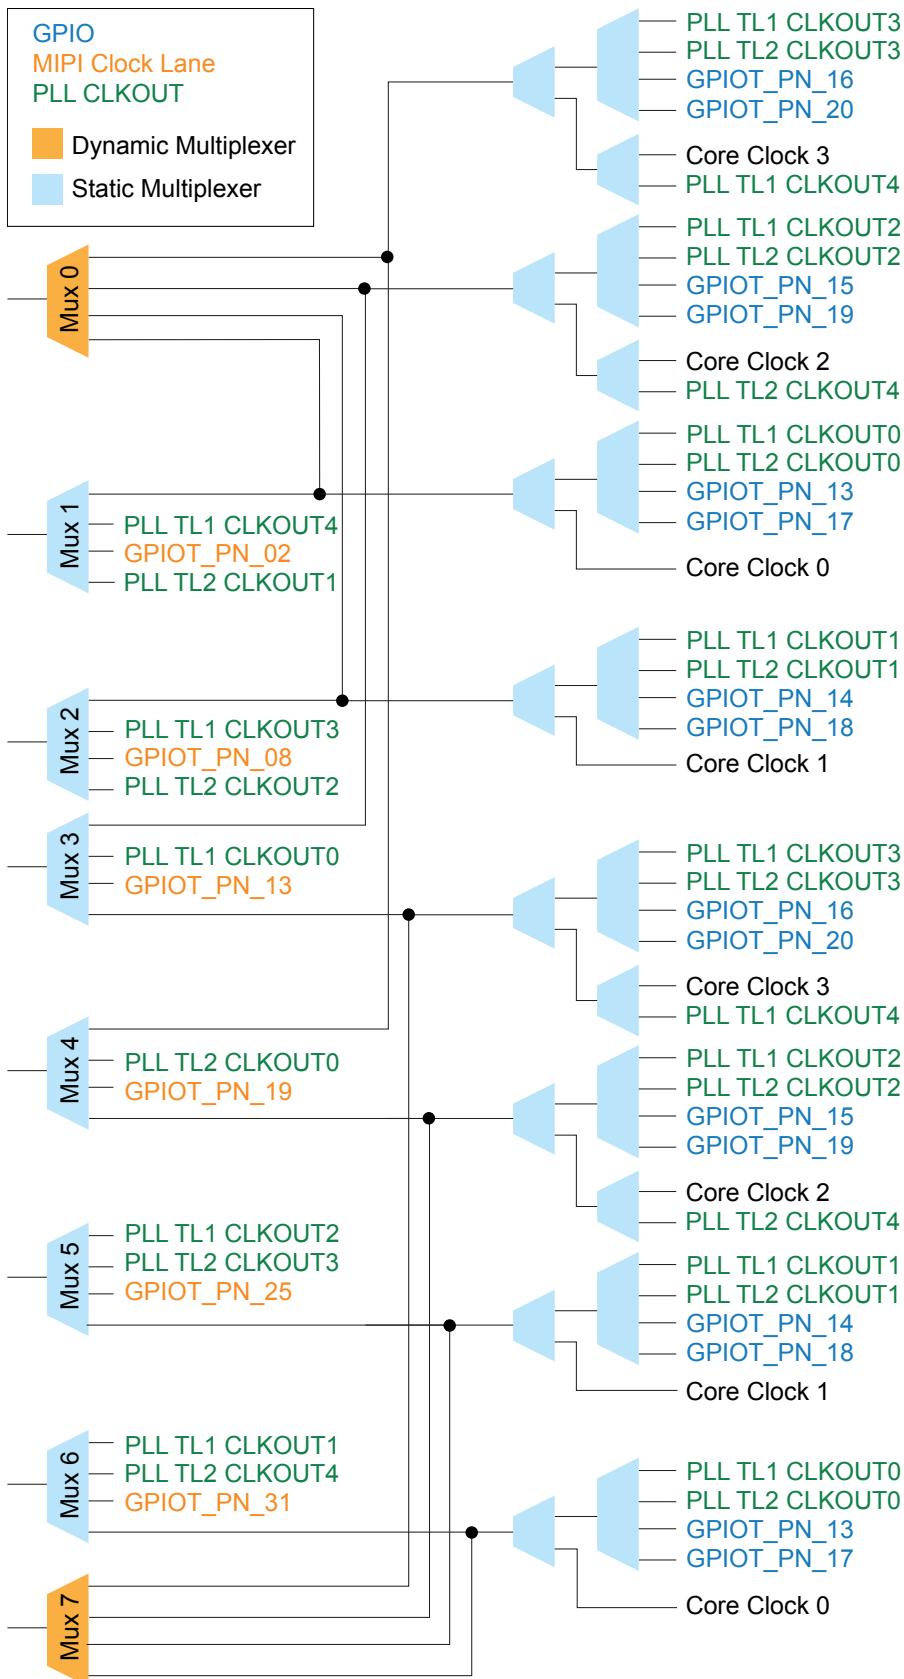 GPIO
MIPI Clock Lane
PLL CLKOUT
Dynamic Multiplexer
Static Multiplexer
PLL TL1 CLKOUT3
PLL TL2 CLKOUT3
GPIOT_PN_16
GPIOT_PN_20
Core Clock 3
PLL TL1 CLKOUT4
Mux 0
PLL TL1 CLKOUT2
PLL TL2 CLKOUT2
GPIOT_PN_15
GPIOT_PN_19
Core Clock 2
PLL TL2 CLKOUT4
Mux 1
PLL TL1 CLKOUT4
GPIOT_PN_02
PLL TL2 CLKOUT1
PLL TL1 CLKOUT0
PLL TL2 CLKOUT0
GPIOT_PN_13
GPIOT_PN_17
Core Clock 0
Mux 2
PLL TL1 CLKOUT3
GPIOT_PN_08
PLL TL2 CLKOUT2
PLL TL1 CLKOUT1
PLL TL2 CLKOUT1
GPIOT_PN_14
GPIOT_PN_18
Core Clock 1
Mux 3
PLL TL1 CLKOUT0
GPIOT_PN_13
PLL TL1 CLKOUT3
PLL TL2 CLKOUT3
GPIOT_PN_16
GPIOT_PN_20
Core Clock 3
PLL TL1 CLKOUT4
Mux 4
PLL TL2 CLKOUT0
GPIOT_PN_19
PLL TL1 CLKOUT2
PLL TL2 CLKOUT2
GPIOT_PN_15
GPIOT_PN_19
Core Clock 2
PLL TL2 CLKOUT4
Mux 5
PLL TL1 CLKOUT2
PLL TL2 CLKOUT3
GPIOT_PN_25
PLL TL1 CLKOUT1
PLL TL2 CLKOUT1
GPIOT_PN_14
GPIOT_PN_18
Core Clock 1
Mux 6
PLL TL1 CLKOUT1
PLL TL2 CLKOUT4
GPIOT_PN_31
PLL TL1 CLKOUT0
PLL TL2 CLKOUT0
GPIOT_PN_13
GPIOT_PN_17
Core Clock 0
Mux 7